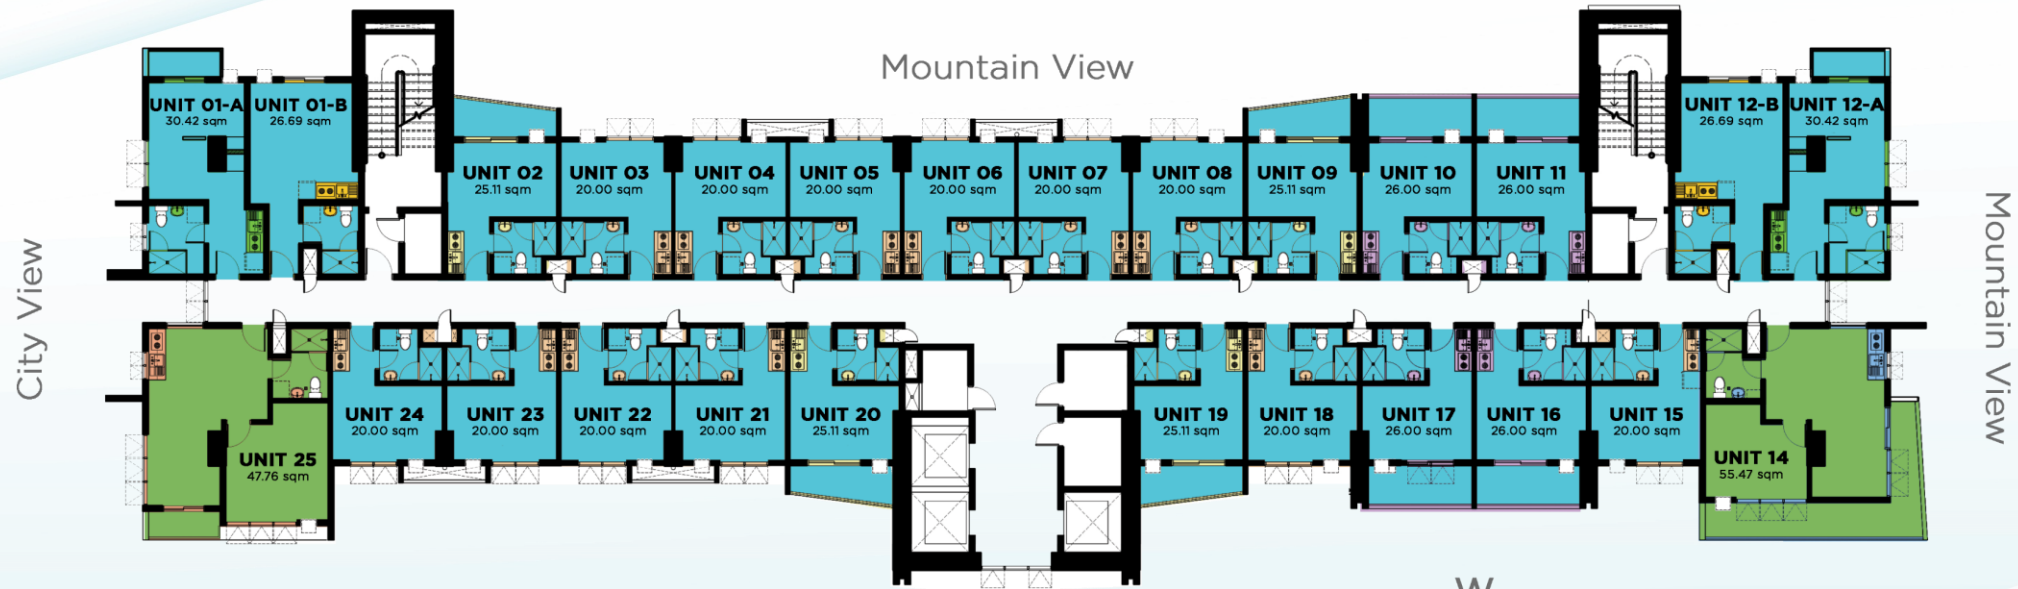 Mountain View
UNIT 01-A
30.42 sqm
UNIT 01-B
26.69 sqm
UNIT 02
25.11 sqm
UNIT 03
20.00 sqm
UNIT 04
20.00 sqm
UNIT 05
20.00 sqm
UNIT 06
20.00 sqm
UNIT 07
20.00 sqm
UNIT 08
20.00 sqm
UNIT 09
25.11 sqm
UNIT 10
26.00 sqm
UNIT 11
26.00 sqm
UNIT 12-B
26.69 sqm
UNIT 12-A
30.42 sqm
City View
Mountain View
UNIT 25
47.76 sqm
UNIT 24
20.00 sqm
UNIT 23
20.00 sqm
UNIT 22
20.00 sqm
UNIT 21
20.00 sqm
UNIT 20
25.11 sqm
UNIT 19
25.11 sqm
UNIT 18
20.00 sqm
UNIT 17
26.00 sqm
UNIT 16
26.00 sqm
UNIT 15
20.00 sqm
UNIT 14
55.47 sqm